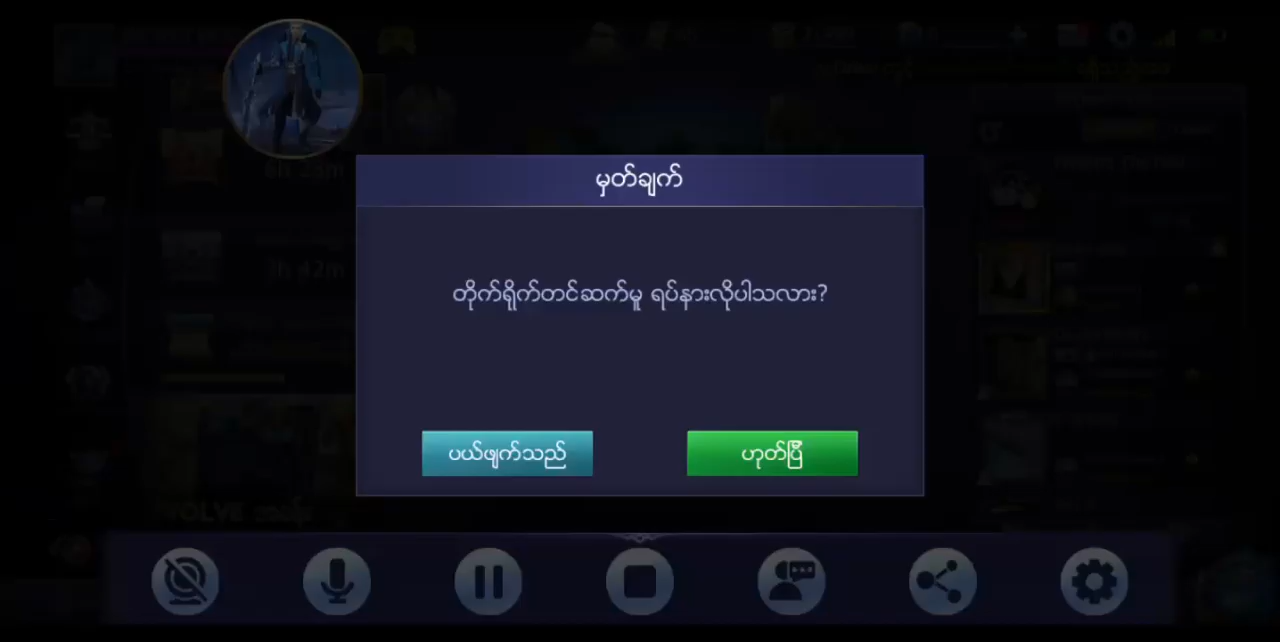 မှတ်ချက်
တိုက်ရိုက်တင်ဆက်မှု ရပ်နားလိုပါသလား?
ပယ်ဖျက်သည်
ဟုတ်ပြီ